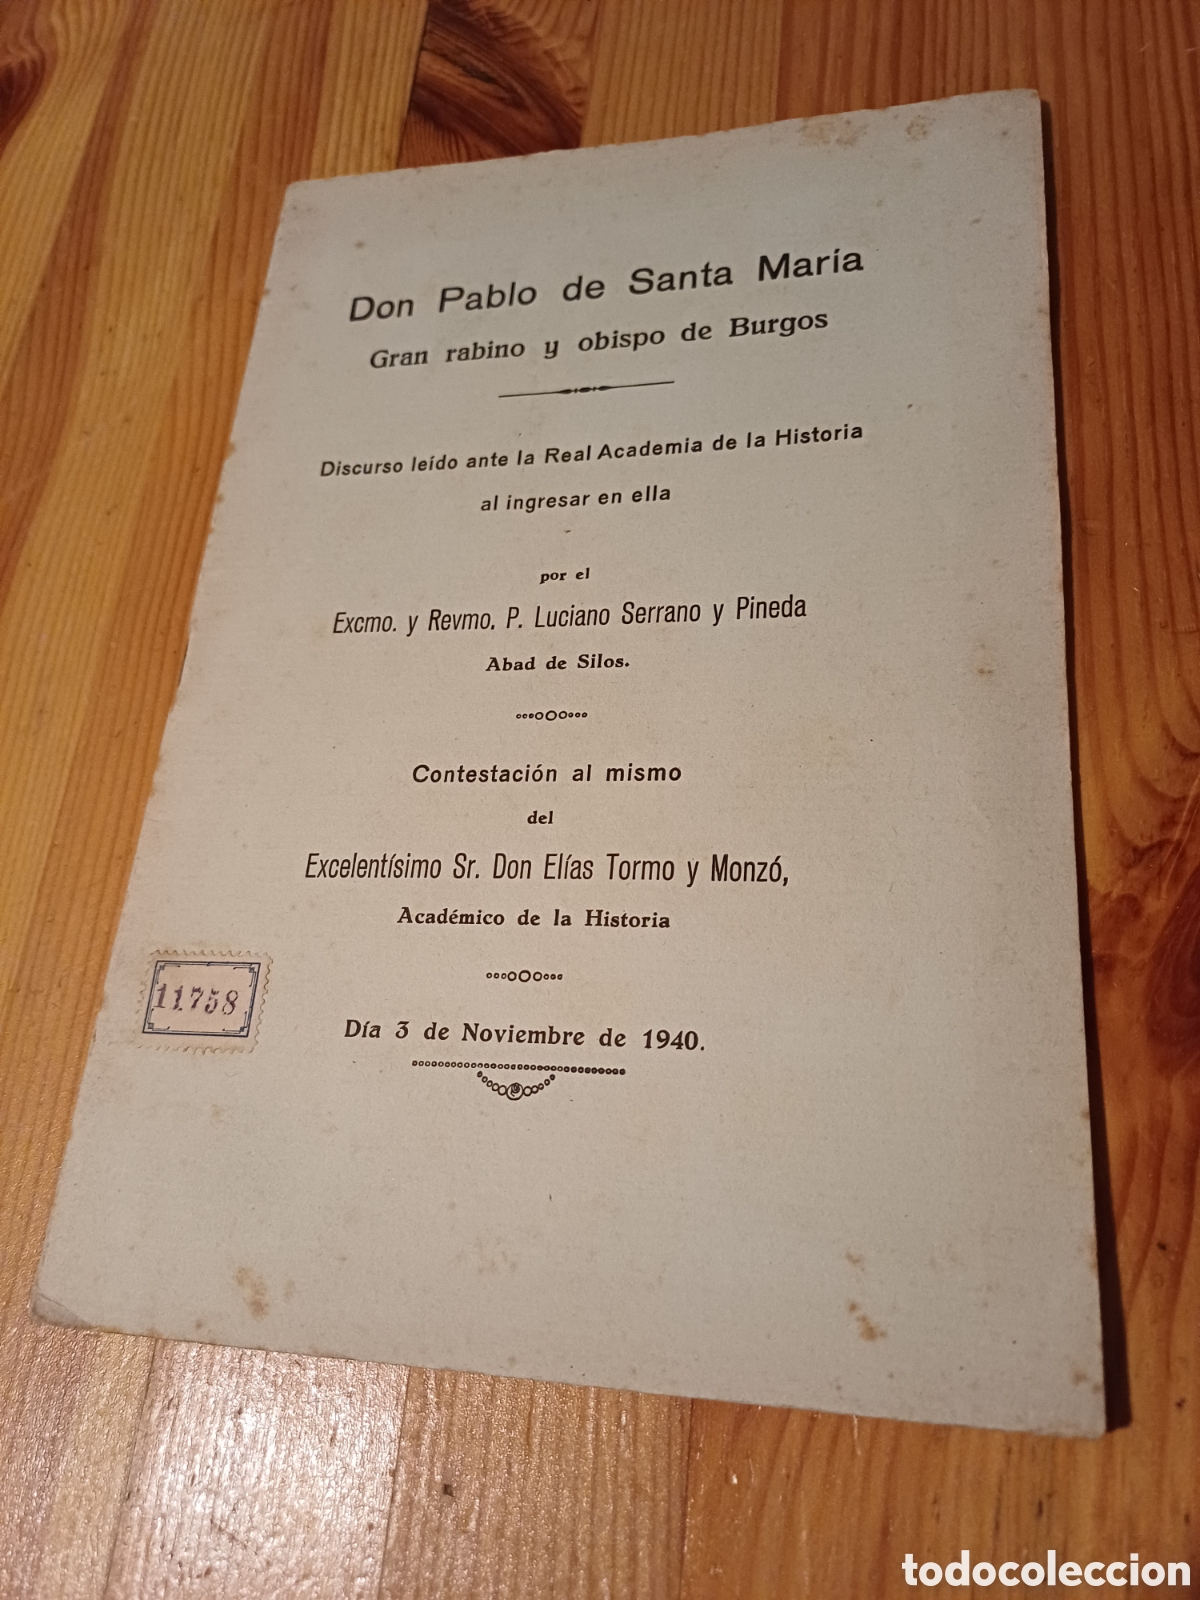 Don Pablo de Santa María
Gran rabino y obispo de Burgos
Discurso leído ante la Real Academia de la Historia
al ingresar en ella
por el
Excmo. y Revmo. P. Luciano Serrano y Pineda
Abad de Silos.
Contestación al mismo
del
Excelentísimo Sr. Don Elías Tormo y Monzó,
Académico de la Historia
11758
Día 3 de Noviembre de 1940.
todocoleccion